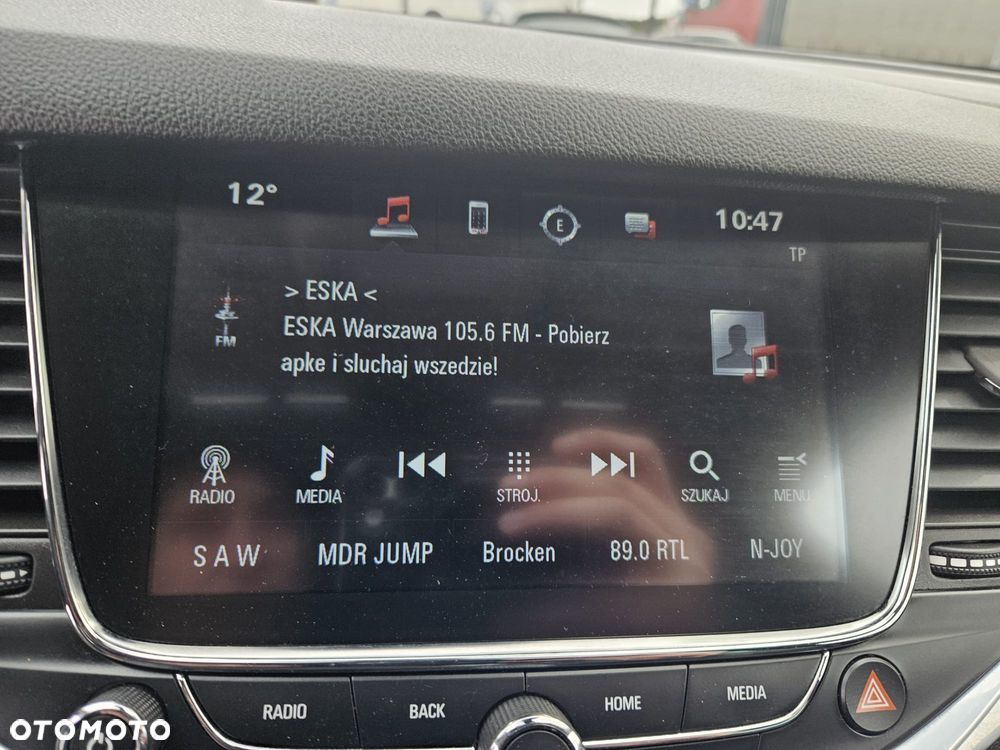 12°
10:47
E
TP
> ESKA <
FM
ESKA Warszawa 105.6 FM - Pobierz
apke i sluchaj wszedzie!
RADIO
MEDIA
STROJ.
SZUKAJ
MENU
S A W
MDR JUMP
Brocken
89.0 RTL
N-JOY
RADIO
BACK
HOME
MEDIA
OTOMOTO